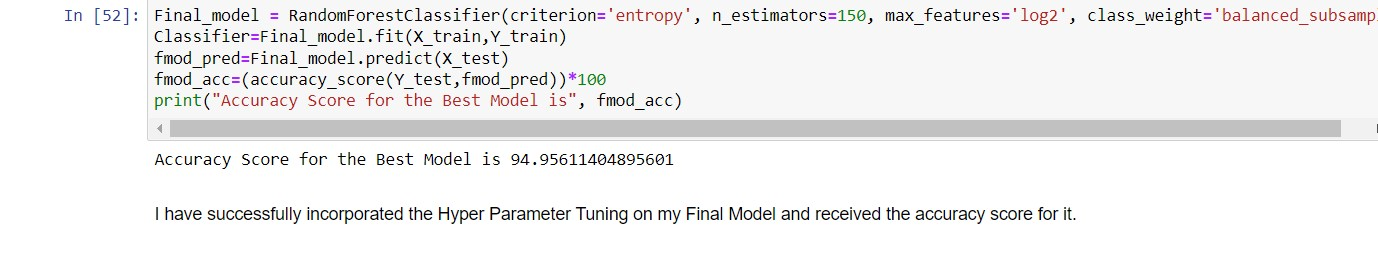 In [52]: Final_model = RandomForestClassifier(criterion='entropy', n_estimators=150, max_features='log2', class_weight='balanced_subsamp
Classifier=Final_model.fit(X_train,Y_train)
fmod_pred=Final_model.predict(X_test)
fmod_acc=(accuracy_score(Y_test,fmod_pred))*100
print("Accuracy Score for the Best Model is", fmod_acc)
Accuracy Score for the Best Model is 94.95611404895601
I have successfully incorporated the Hyper Parameter Tuning on my Final Model and received the accuracy score for it.